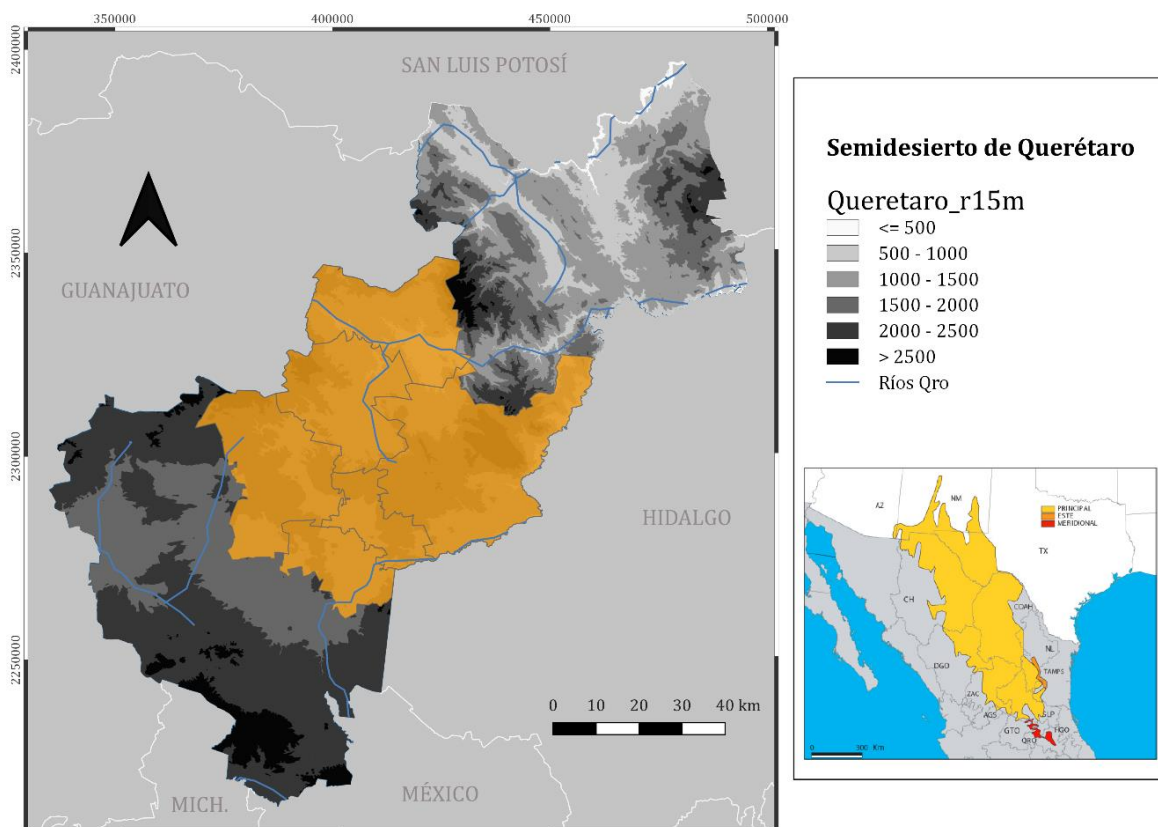 350000 400000 450000 500000
2400000
2350000
2300000
2250000
SAN LUIS POTOSÍ
GUANAJUATO
HIDALGO
0 10 20 30 40 km
MICH.
MÉXICO
Semidesierto de Querétaro
Queretaro_r15m
<= 500
500 - 1000
1000 - 1500
1500 - 2000
2000 - 2500
> 2500
Ríos Qro
AZ
NM
PRINCIPAL
ESTE
MERIDIONAL
TX
CH
COAH
NL
DGO
TAMPS
ZAC
AGS
SLP
GTO
HGO
QRO
0 300 Km